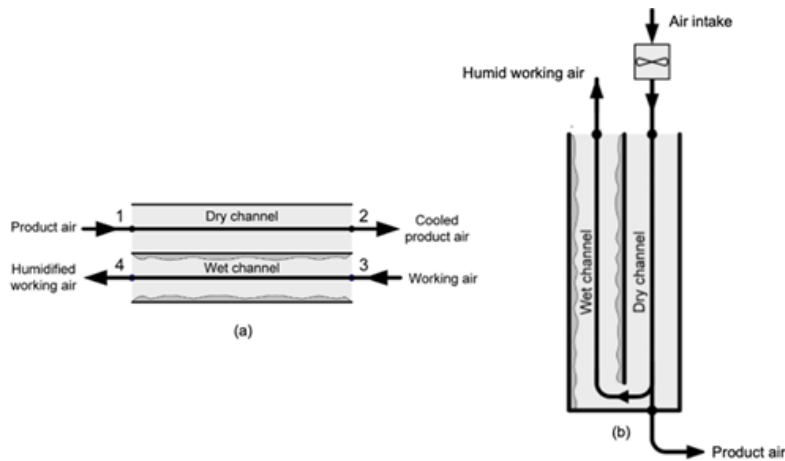 Product air
1
Dry channel
2
Cooled
product air
Humidified
working air
4
Wet channel
3
Working air
(a)
Air intake
Humid working air
Wet channel
Dry channel
(b)
Product air